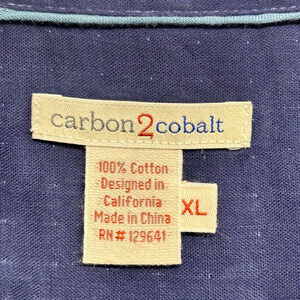 carbon2cobalt
100% Cotton
Designed in
California
Made in China
RN# 129641
XL